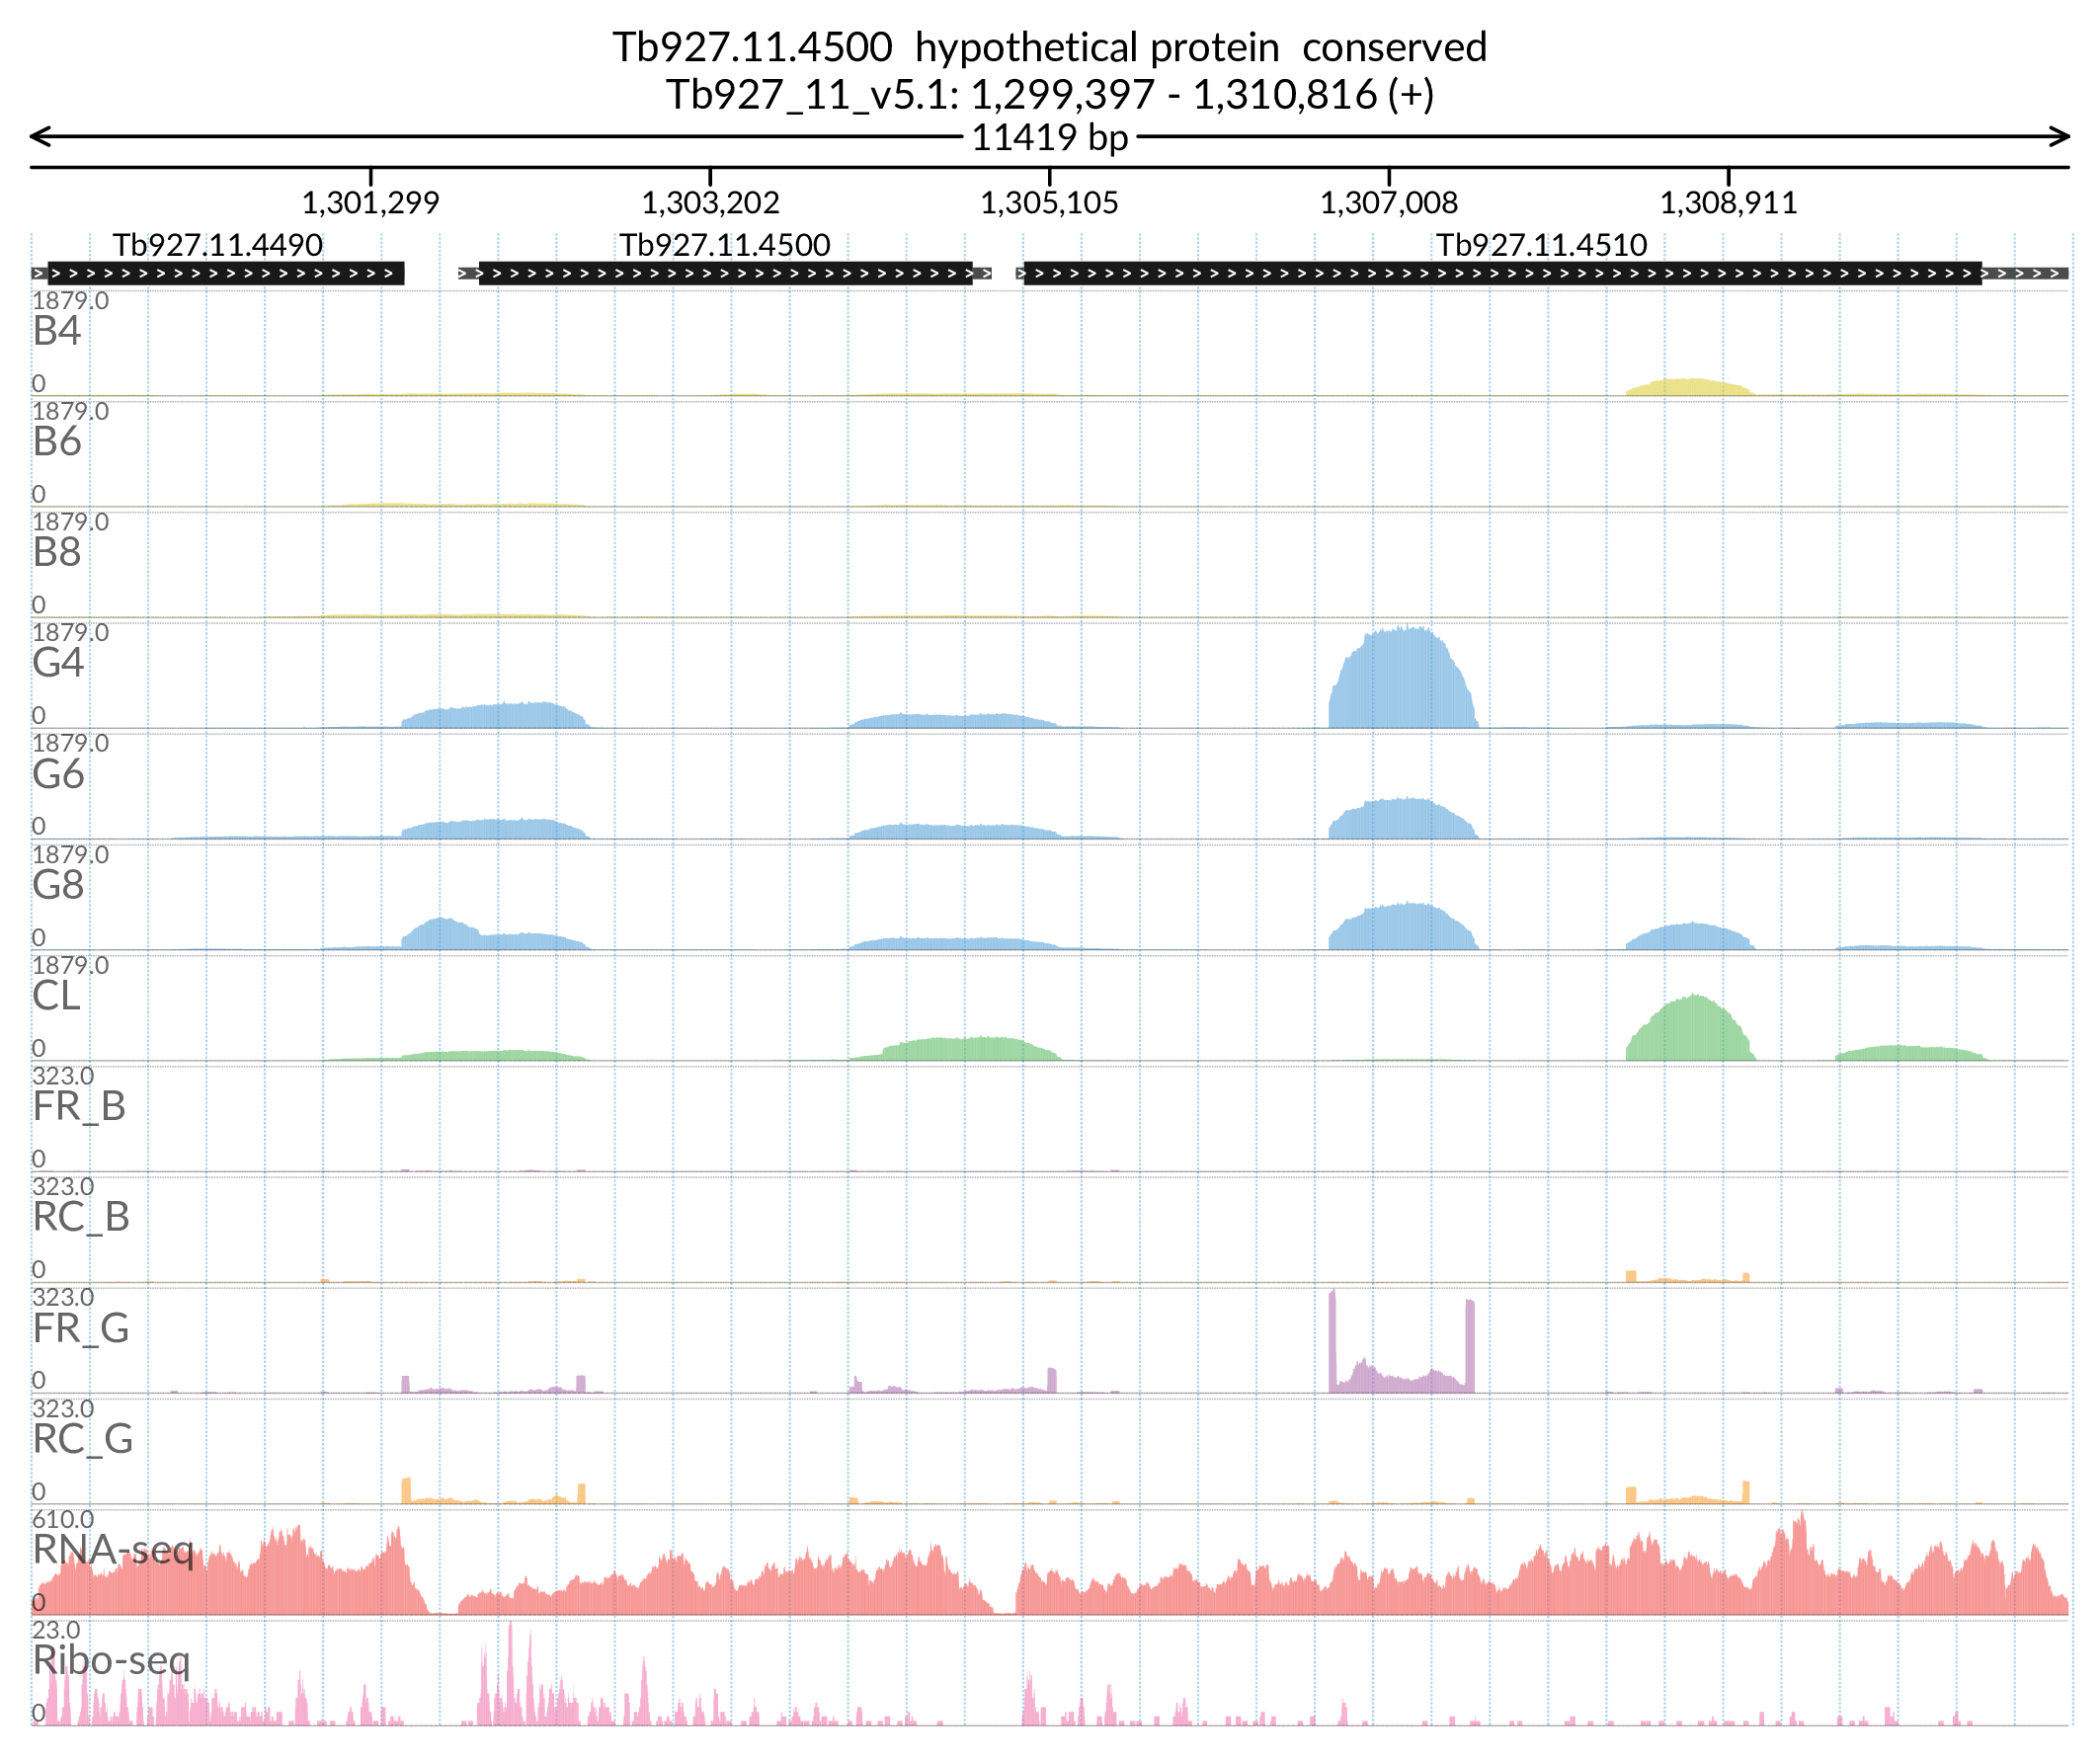 Tb927.11.4500  hypothetical protein  conserved
Tb927_11_v5.1: 1,299,397 - 1,310,816 (+)
11419 bp
1,301,299 1,303,202 1,305,105 1,307,008 1,308,911
Tb927.11.4490 Tb927.11.4500 Tb927.11.4510
1879.0
B4
0
1879.0
B6
0
1879.0
B8
0
1879.0
G4
0
1879.0
G6
0
1879.0
G8
0
1879.0
CL
0
323.0
FR_B
0
323.0
RC_B
0
323.0
FR_G
0
323.0
RC_G
0
610.0
RNA-seq
0
23.0
Ribo-seq
0